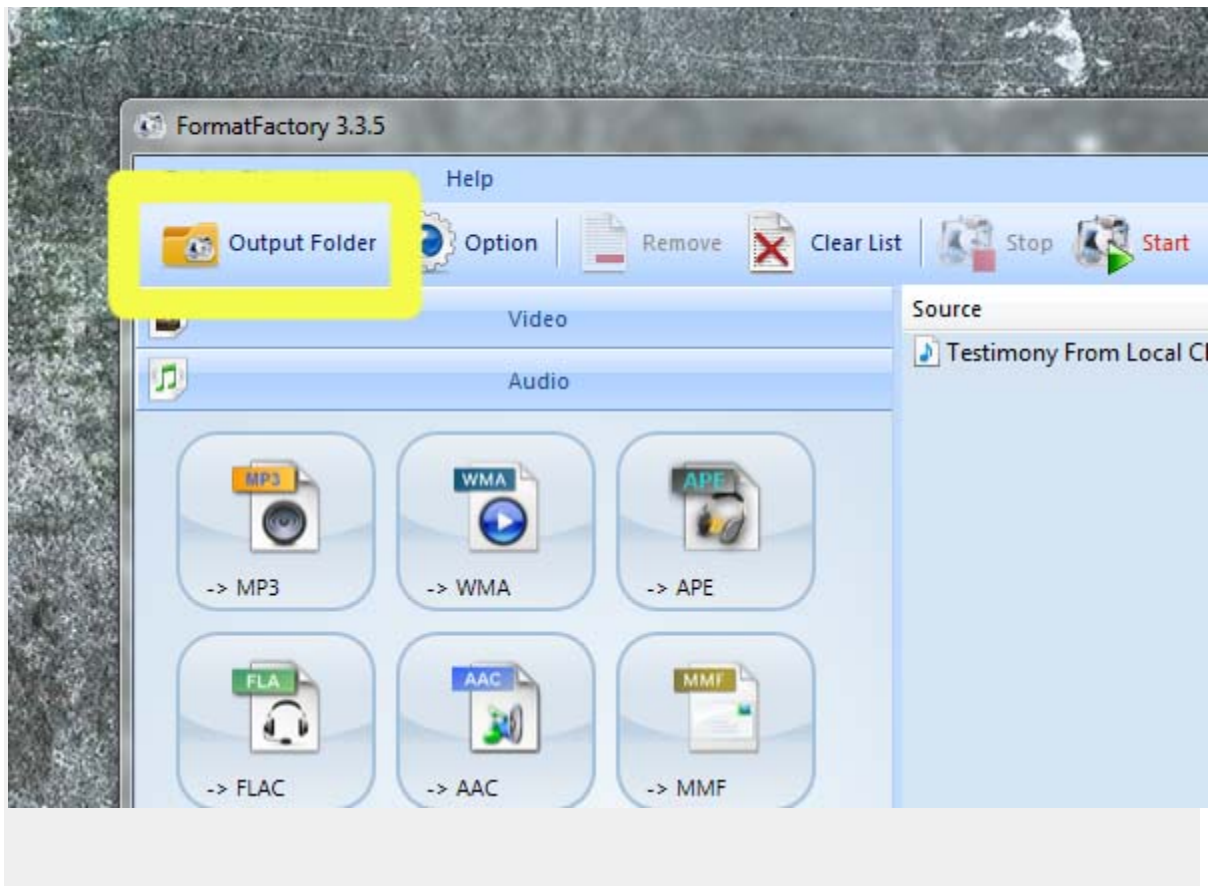 FormatFactory 3.3.5
Help
Output Folder Option Remove Clear List Stop Start
Video
Source
Testimony From Local
Audio
MP3 WMA APE
-> MP3 -> WMA -> APE
FLA AAC MMF
-> FLAC -> AAC -> MMF